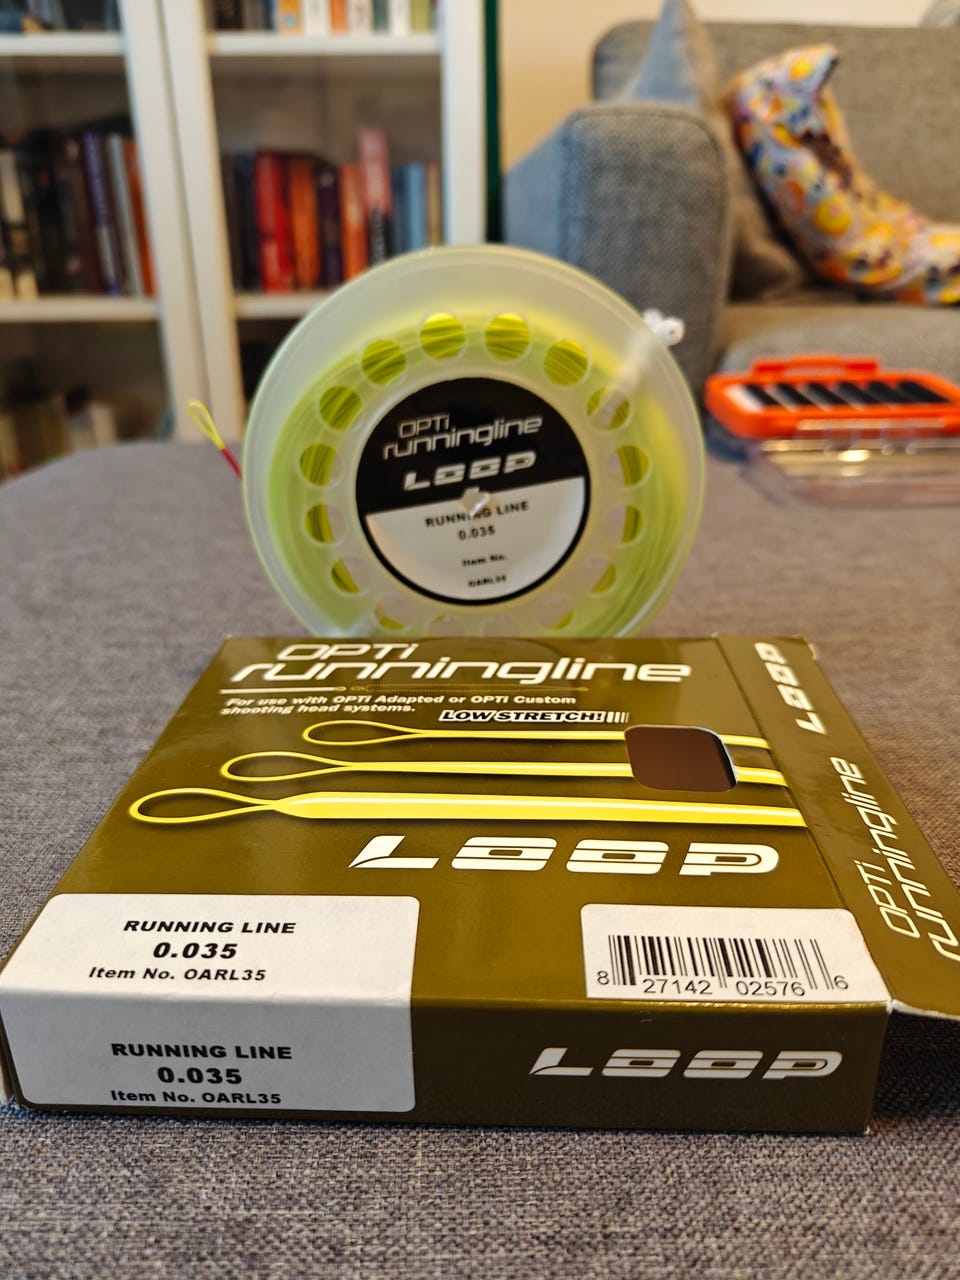 OPTi
runningline
LOOP
RUNNING LINE
0.035
Item No.
OARL35
OPTi
runningline
For use with OPTi Adapted or OPTi Custom
shooting head systems.
LOW STRETCH!
LOOP
RUNNING LINE
0.035
Item No. OARL35
8 27142 02576 6
RUNNING LINE
0.035
Item No. OARL35
LOOP
LOOP
OPTi
runningline